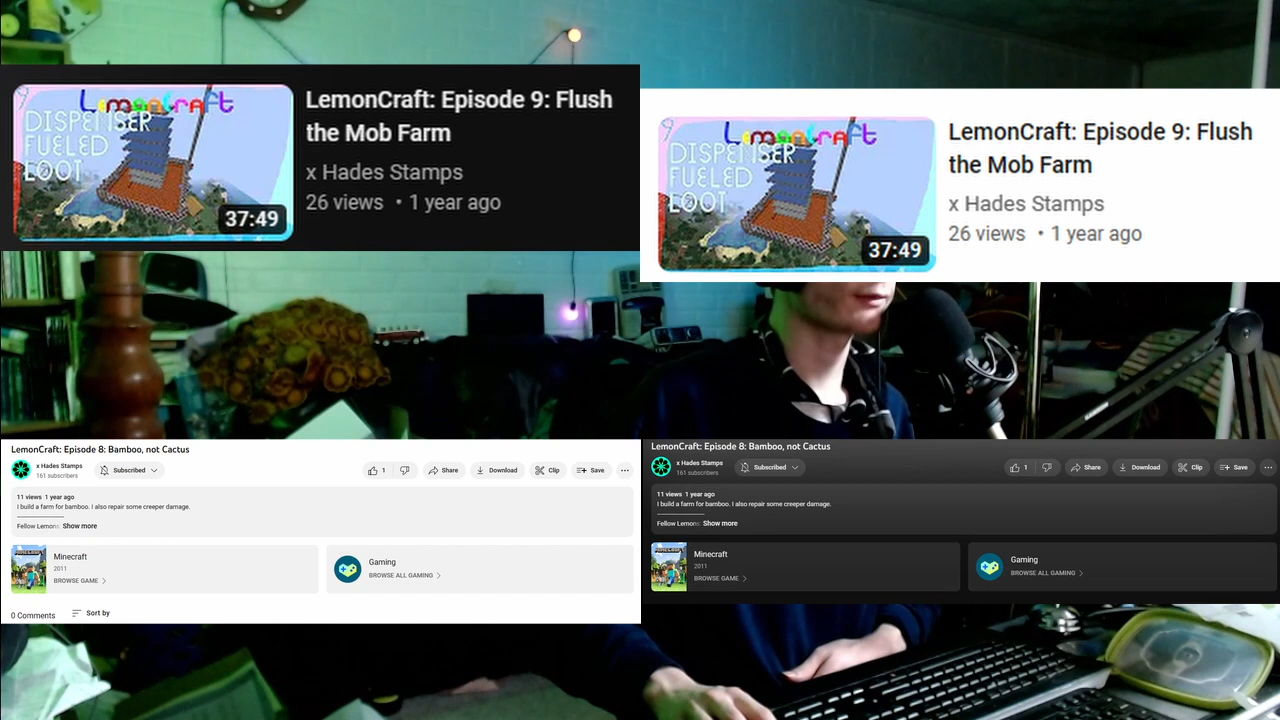 9
LemonCraft
DISPENSER
FUELED
LOOT
37:49
LemonCraft: Episode 9: Flush
the Mob Farm
x Hades Stamps
26 views • 1 year ago
9
LemonCraft
DISPENSER
FUELED
LOOT
37:49
LemonCraft: Episode 9: Flush
the Mob Farm
x Hades Stamps
26 views • 1 year ago
LemonCraft: Episode 8: Bamboo, not Cactus
x Hades Stamps
161 subscribers
Subscribed
1
Share
Download
Clip
Save
11 views 1 year ago
I build a farm for bamboo. I also repair some creeper damage.
Fellow Lemons: Show more
MINECRAFT
Minecraft
2011
BROWSE GAME
Gaming
BROWSE ALL GAMING
0 Comments
Sort by
LemonCraft: Episode 8: Bamboo, not Cactus
x Hades Stamps
161 subscribers
Subscribed
1
Share
Download
Clip
Save
11 views 1 year ago
I build a farm for bamboo. I also repair some creeper damage.
Fellow Lemons: Show more
MINECRAFT
Minecraft
2011
BROWSE GAME
Gaming
BROWSE ALL GAMING